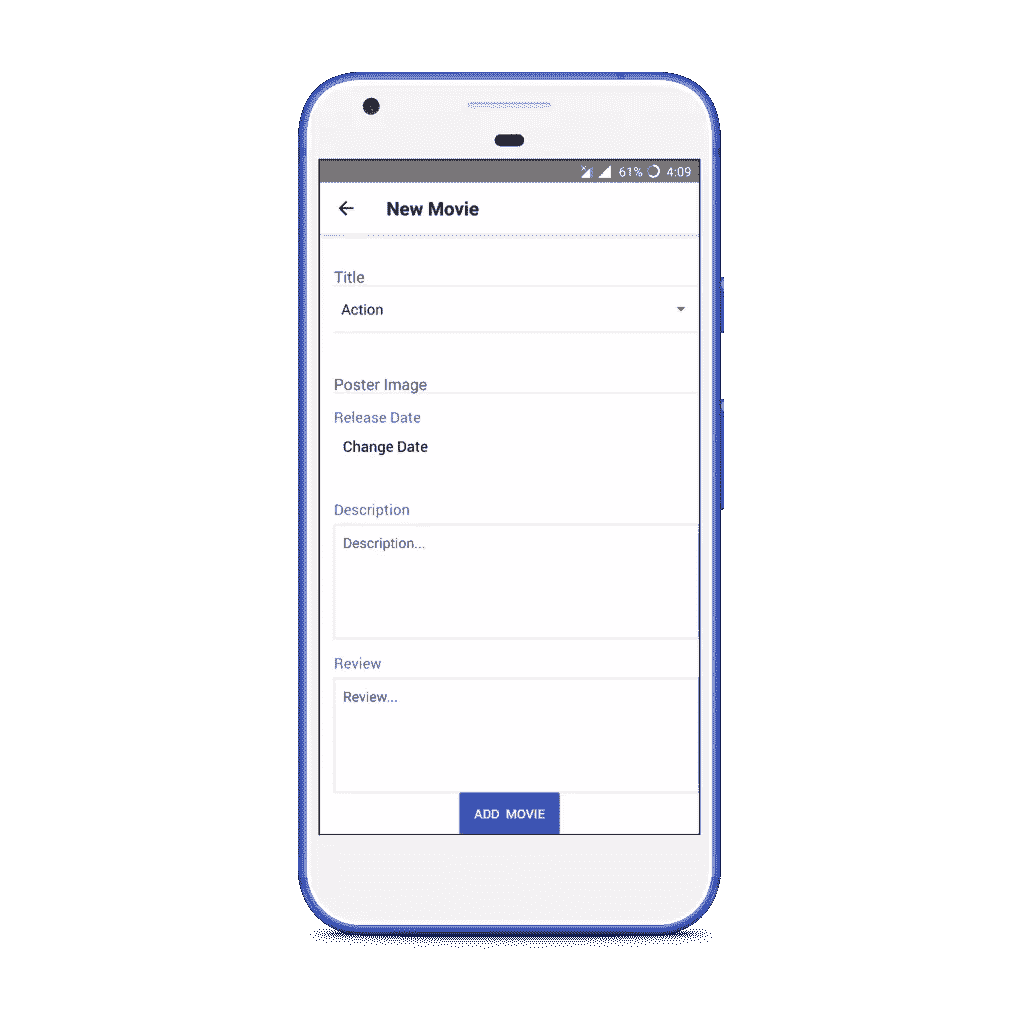 61% 4:09
New Movie
Title
Action
Poster Image
Release Date
Change Date
Description
Description...
Review
Review...
ADD MOVIE